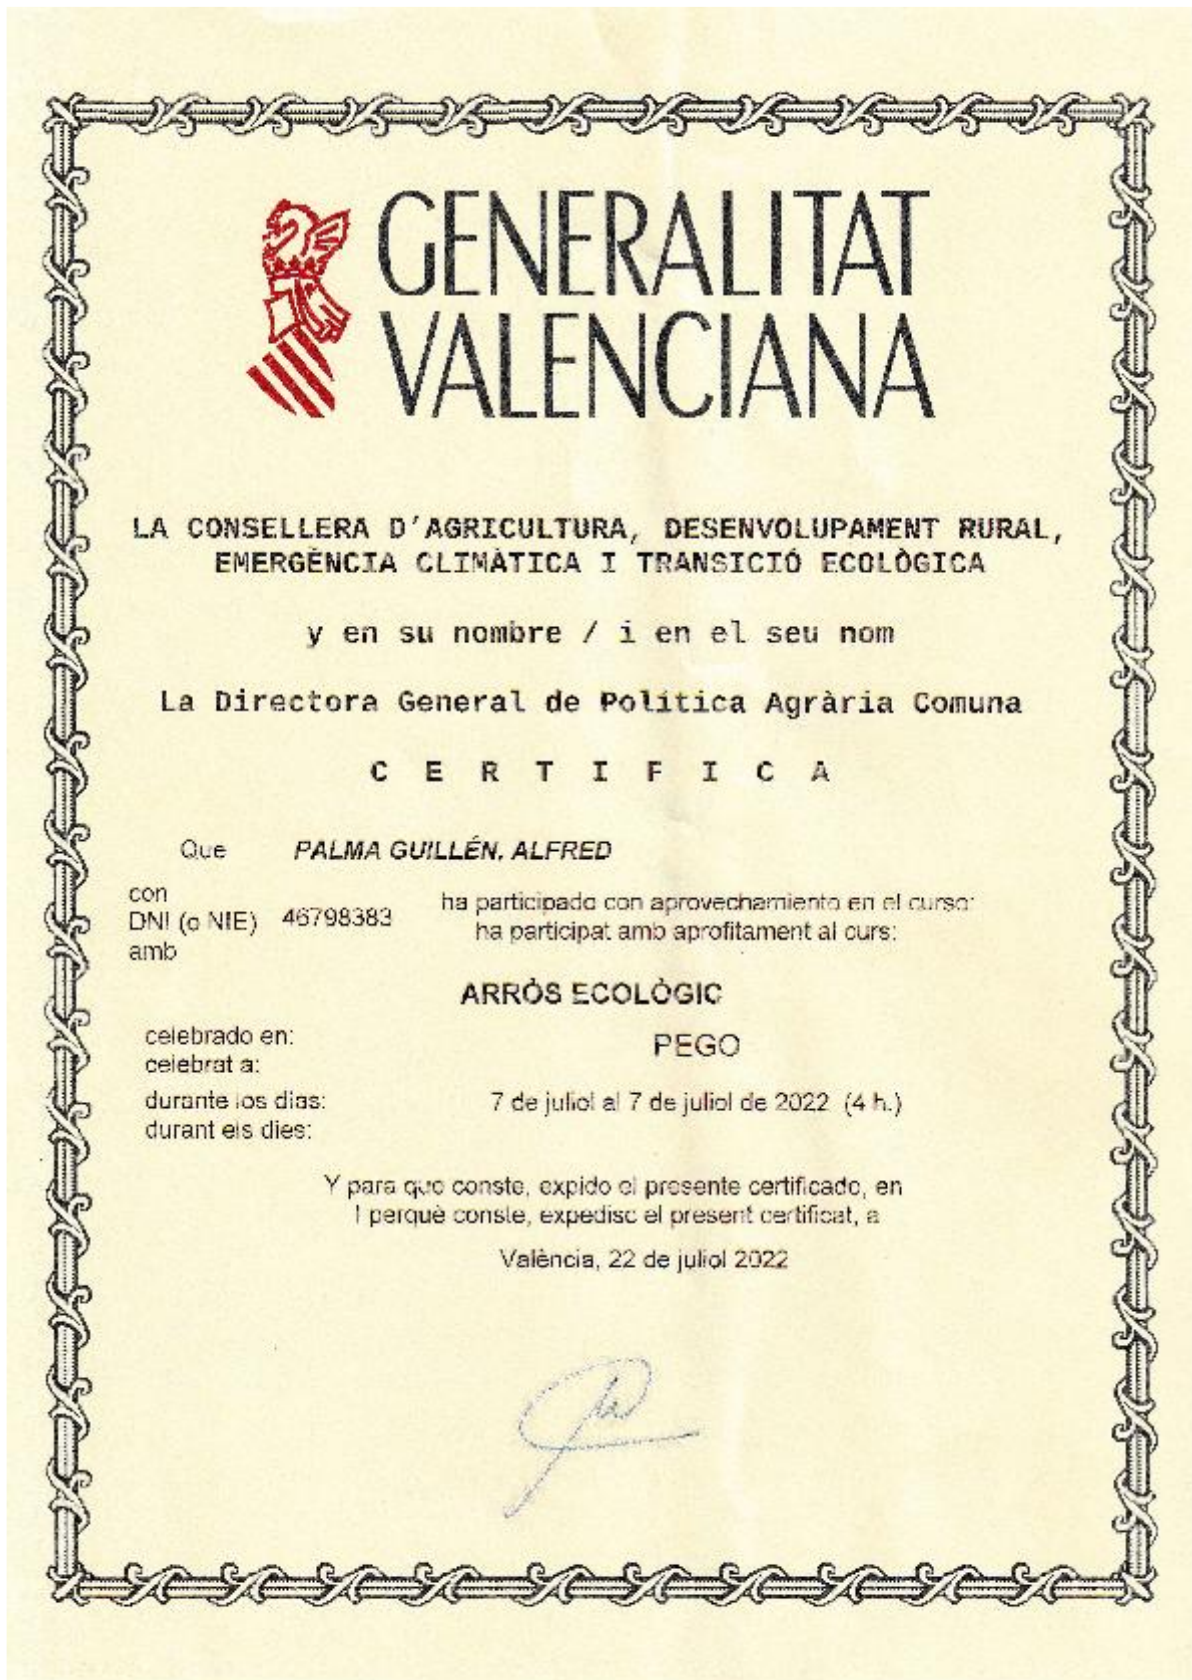 GENERALITAT
VALENCIANA
LA CONSELLERA D'AGRICULTURA, DESENVOLUPAMENT RURAL,
EMERGÈNCIA CLIMÀTICA I TRANSICIÓ ECOLÒGICA
y en su nombre / i en el seu nom
La Directora General de Política Agrària Comuna
C E R T I F I C A
Que PALMA GUILLÉN, ALFRED
con
DNI (o NIE) 46798383
amb
ha participado con aprovechamiento en el curso:
ha participat amb aprofitament al curs:
ARRÒS ECOLÒGIC
celebrado en:
celebrat a:
PEGO
durante los dias:
durant els dies:
7 de juliol al 7 de juliol de 2022 (4 h.)
Y para que conste, expido el presente certificado, en
I perquè conste, expedisc el present certificat, a
València, 22 de juliol 2022